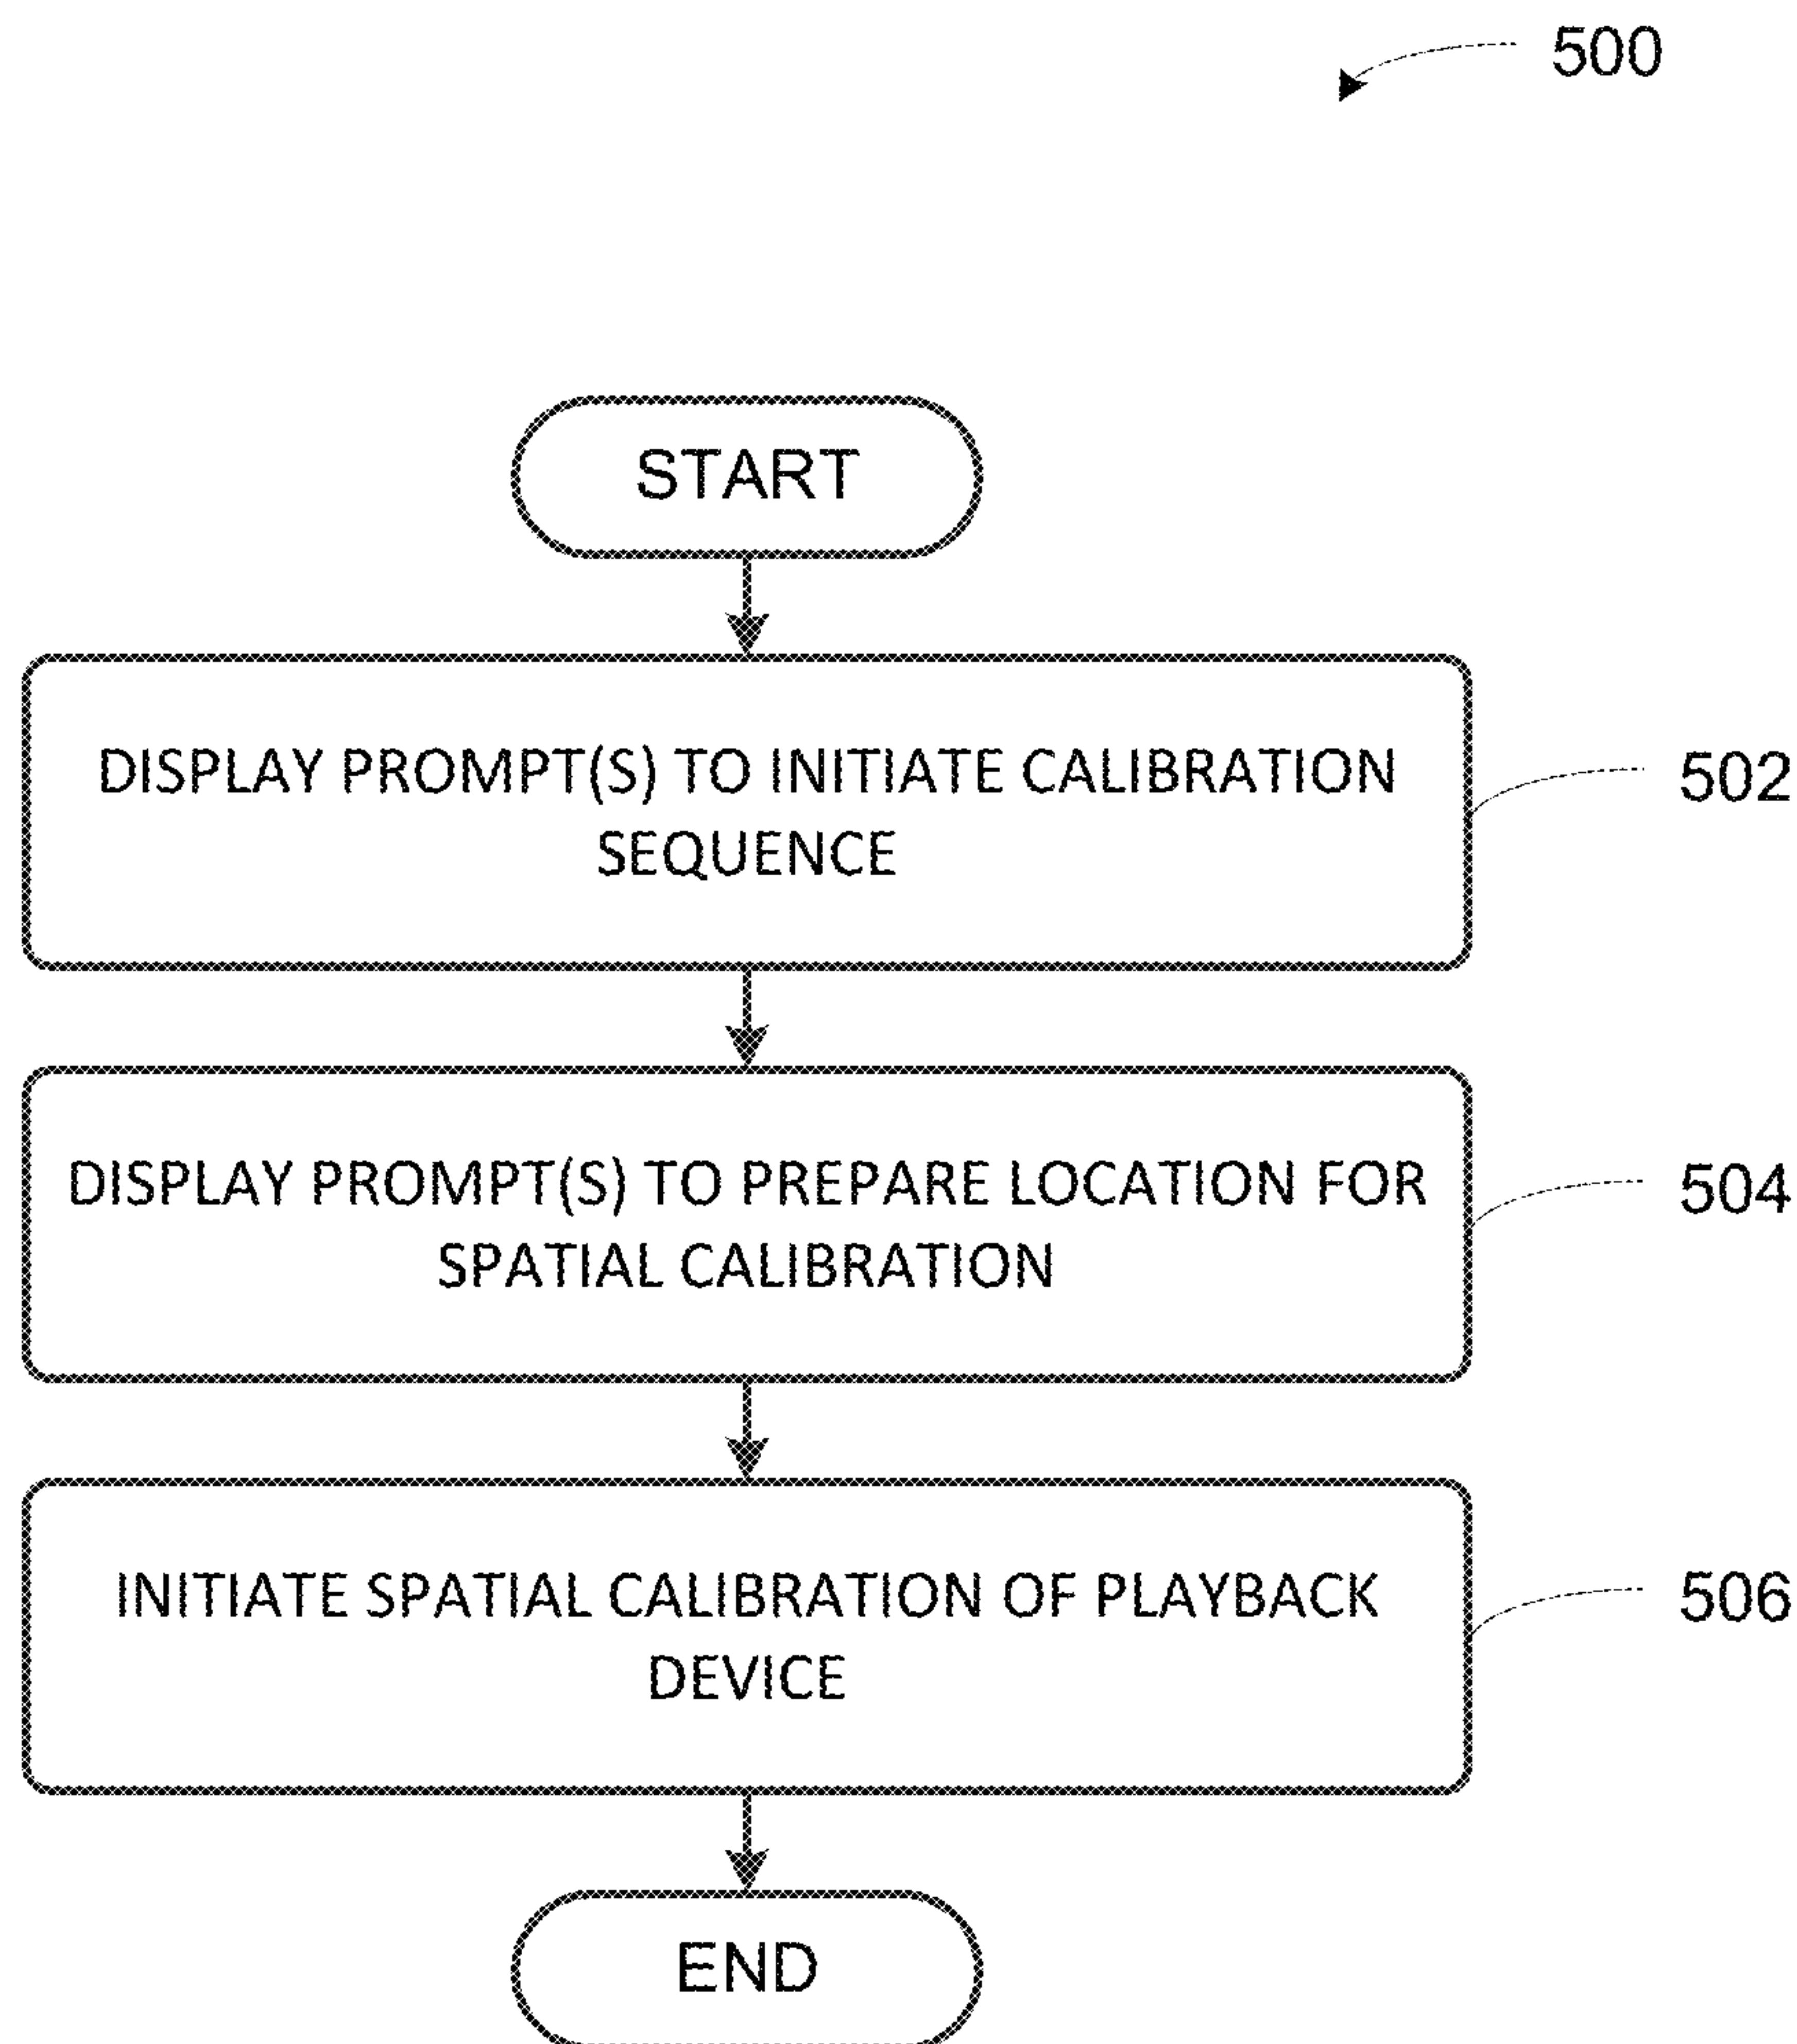 500
START
DISPLAY PROMPT(S) TO INITIATE CALIBRATION
SEQUENCE
502
DISPLAY PROMPT(S) TO PREPARE LOCATION FOR
SPATIAL CALIBRATION
504
INITIATE SPATIAL CALIBRATION OF PLAYBACK
DEVICE
506
END